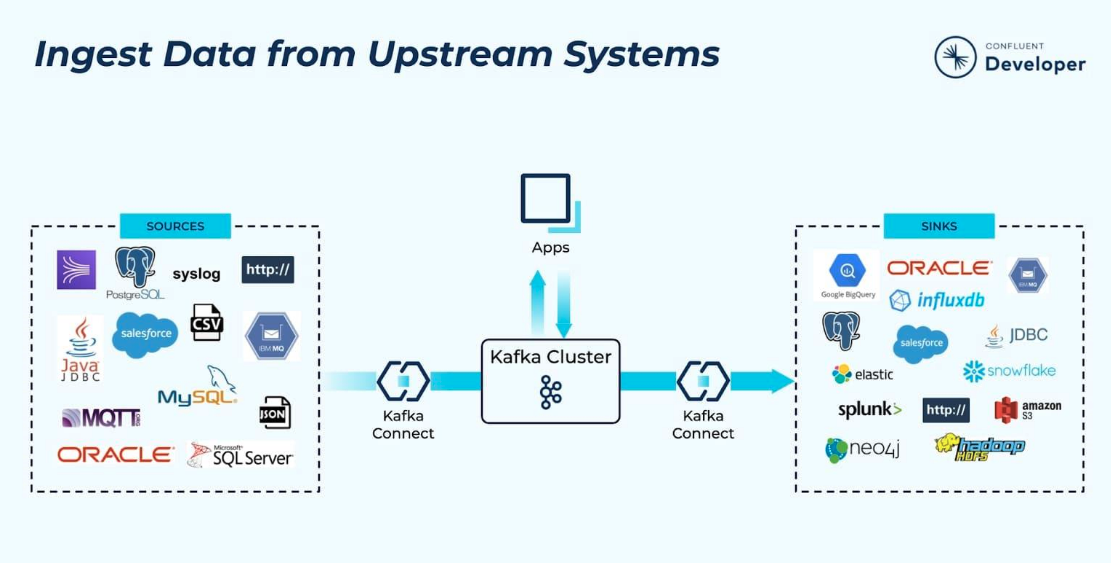 Ingest Data from Upstream Systems
CONFLUENT
Developer
SOURCES
PostgreSQL
syslog
http://
Java
JDBC
salesforce
CSV
IBM MQ
MySQL
MQTT
JSON
ORACLE
Microsoft
SQL Server
Kafka
Connect
Apps
Kafka Cluster
Kafka
Connect
SINKS
Google BigQuery
ORACLE
IBM MQ
influxdb
salesforce
JDBC
elastic
snowflake
splunk>
http://
amazon
S3
neo4j
hadoop
HDFS